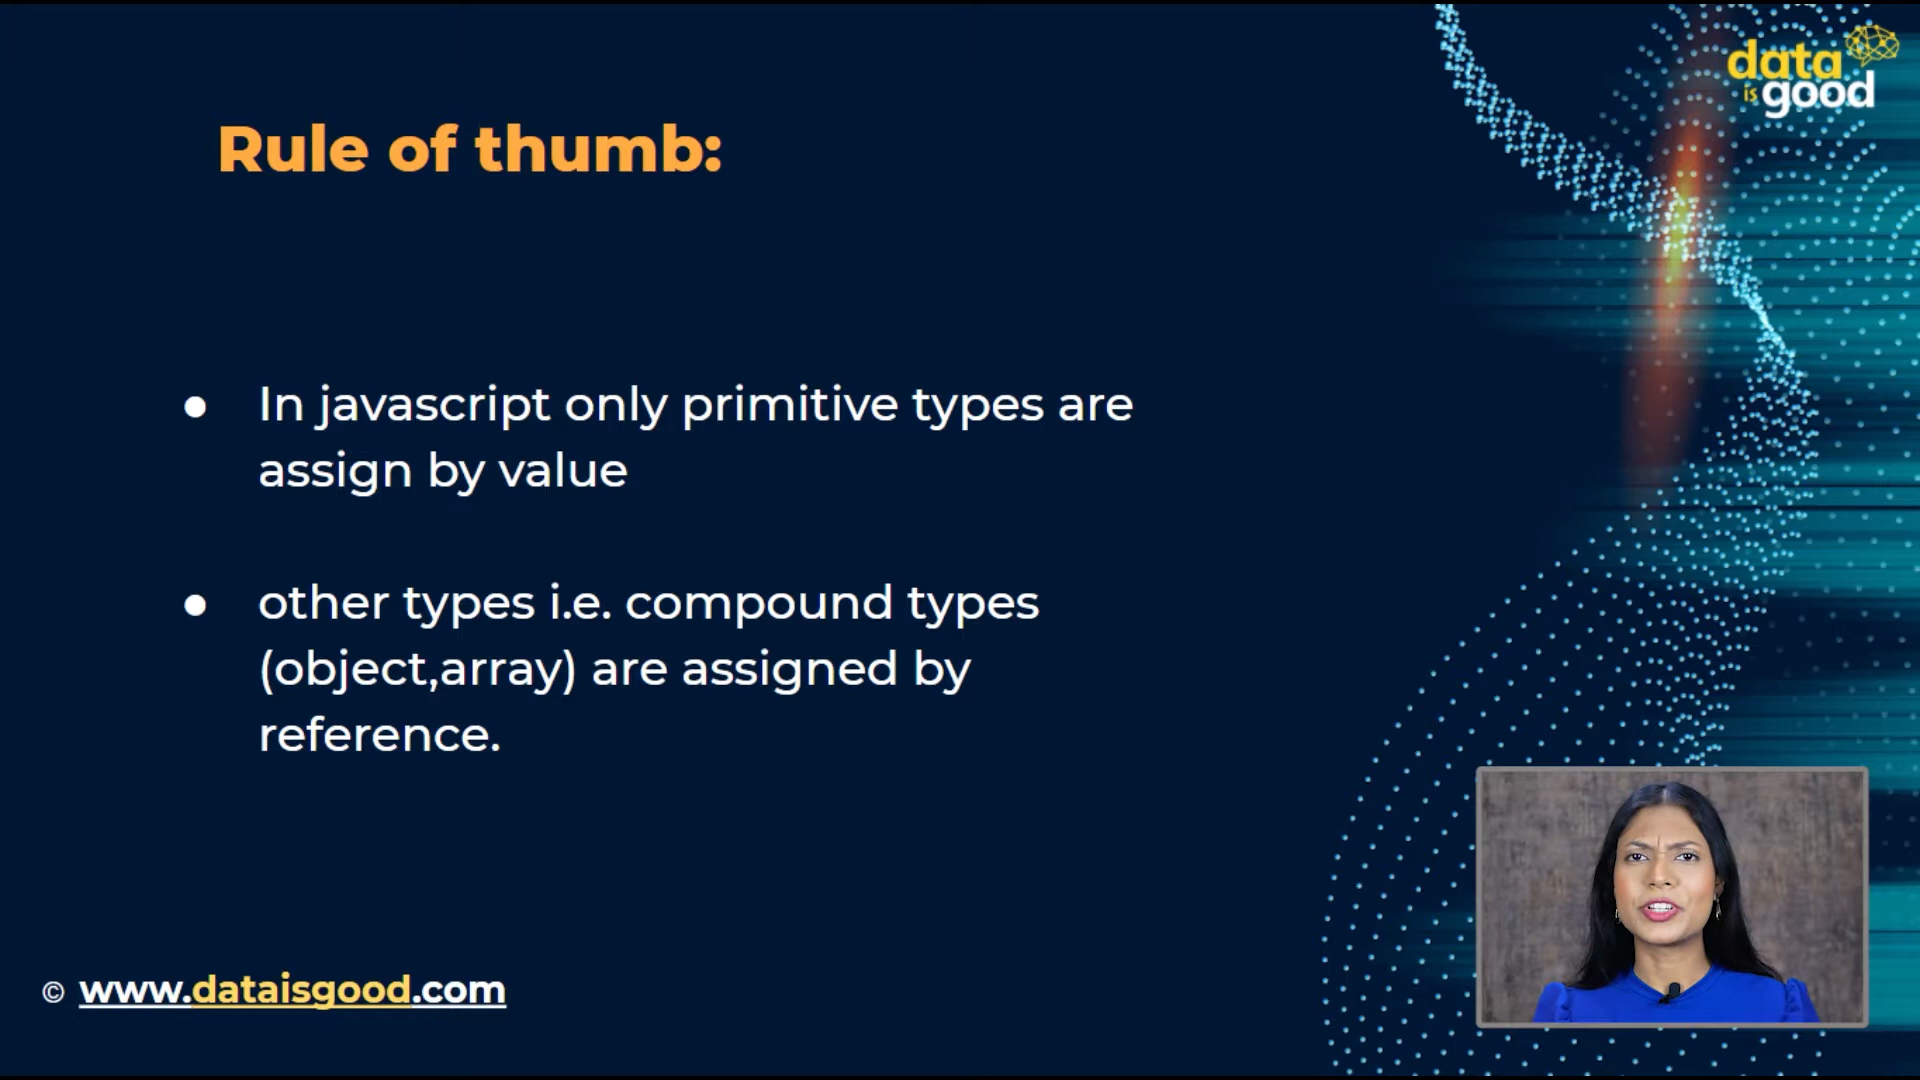 data
is good
Rule of thumb:
● In javascript only primitive types are
assign by value
● other types i.e. compound types
(object,array) are assigned by
reference.
© www.dataisgood.com